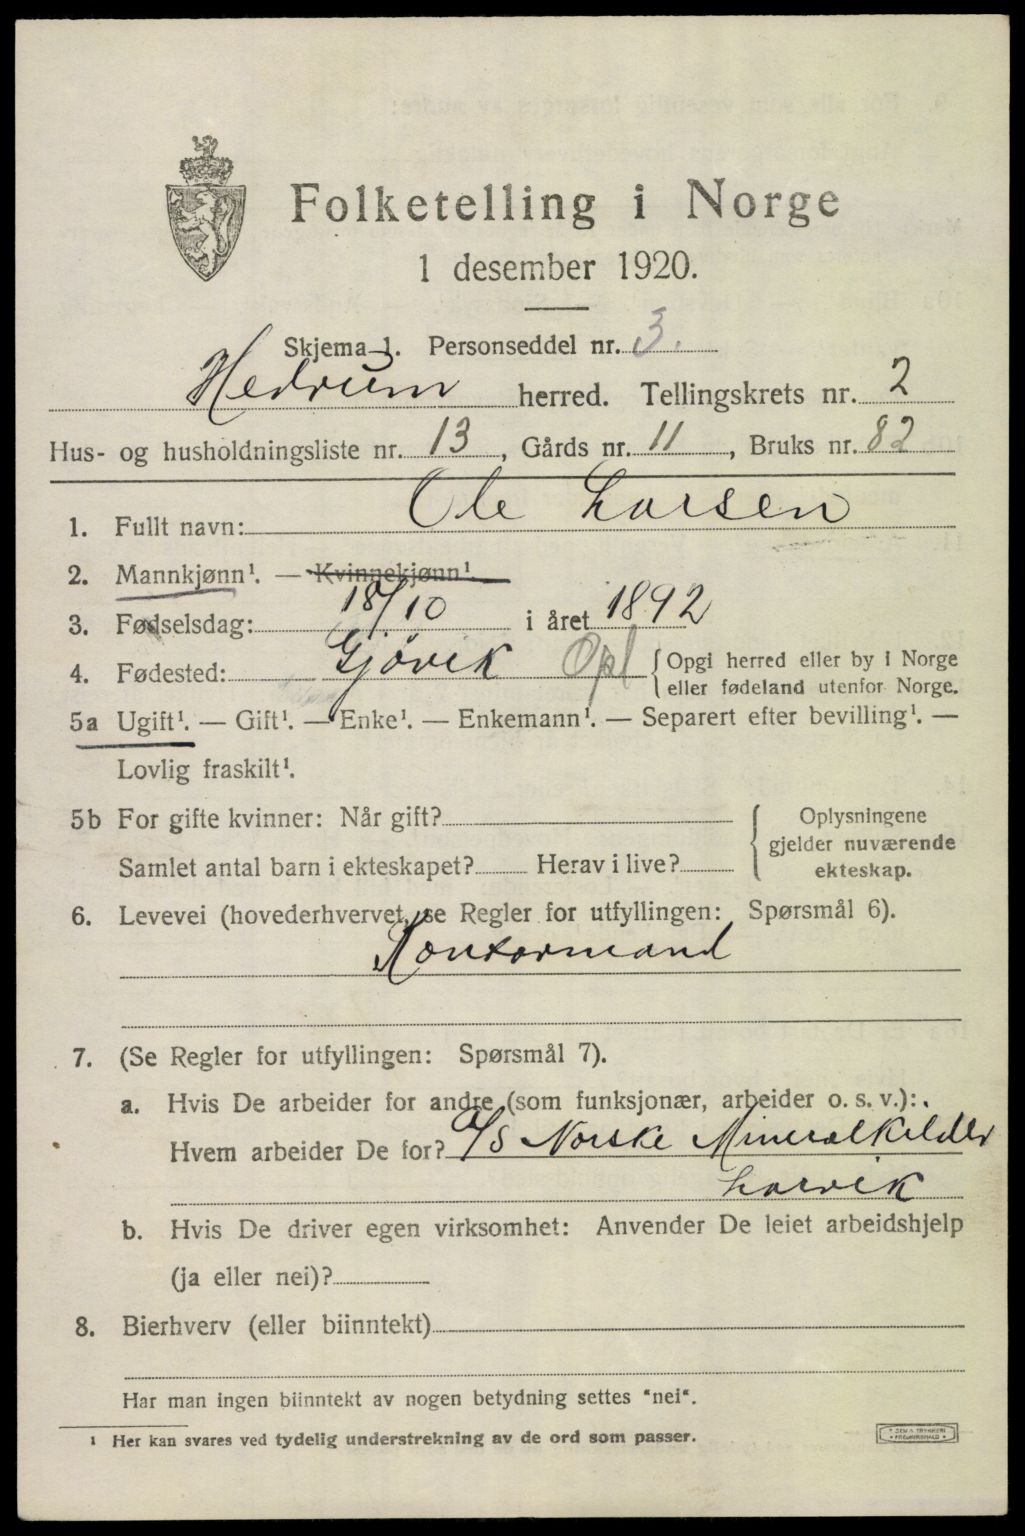 Folketelling i Norge
1 desember 1920.
Skjema 1. Personseddel nr. 3.
Hedrum herred. Tellingskrets nr. 2
Hus- og husholdningsliste nr. 13, Gårds nr. 11, Bruks nr. 82
1. Fullt navn: Ole Larsen
2. Mannkjønn¹. — Kvinnekjønn¹.
3. Fødselsdag: 18/10 i året 1892
4. Fødested: Gjövik Opl { Opgi herred eller by i Norge
eller fødeland utenfor Norge.
5a Ugift¹. — Gift¹. — Enke¹. — Enkemann¹. — Separert efter bevilling¹. —
Lovlig fraskilt¹.
5b For gifte kvinner: Når gift?
Samlet antal barn i ekteskapet? Herav i live?
Oplysningene
gjelder nuværende
ekteskap.
6. Levevei (hovederhvervet, se Regler for utfyllingen: Spørsmål 6).
Kontormand
7. (Se Regler for utfyllingen: Spørsmål 7).
a. Hvis De arbeider for andre (som funksjonær, arbeider o. s. v.):
Hvem arbeider De for? A/S Norske Mineralkilder
Larvik
b. Hvis De driver egen virksomhet: Anvender De leiet arbeidshjelp
(ja eller nei)?
8. Bierhverv (eller biinntekt)
Har man ingen biinntekt av nogen betydning settes "nei".
¹ Her kan svares ved tydelig understrekning av de ord som passer.